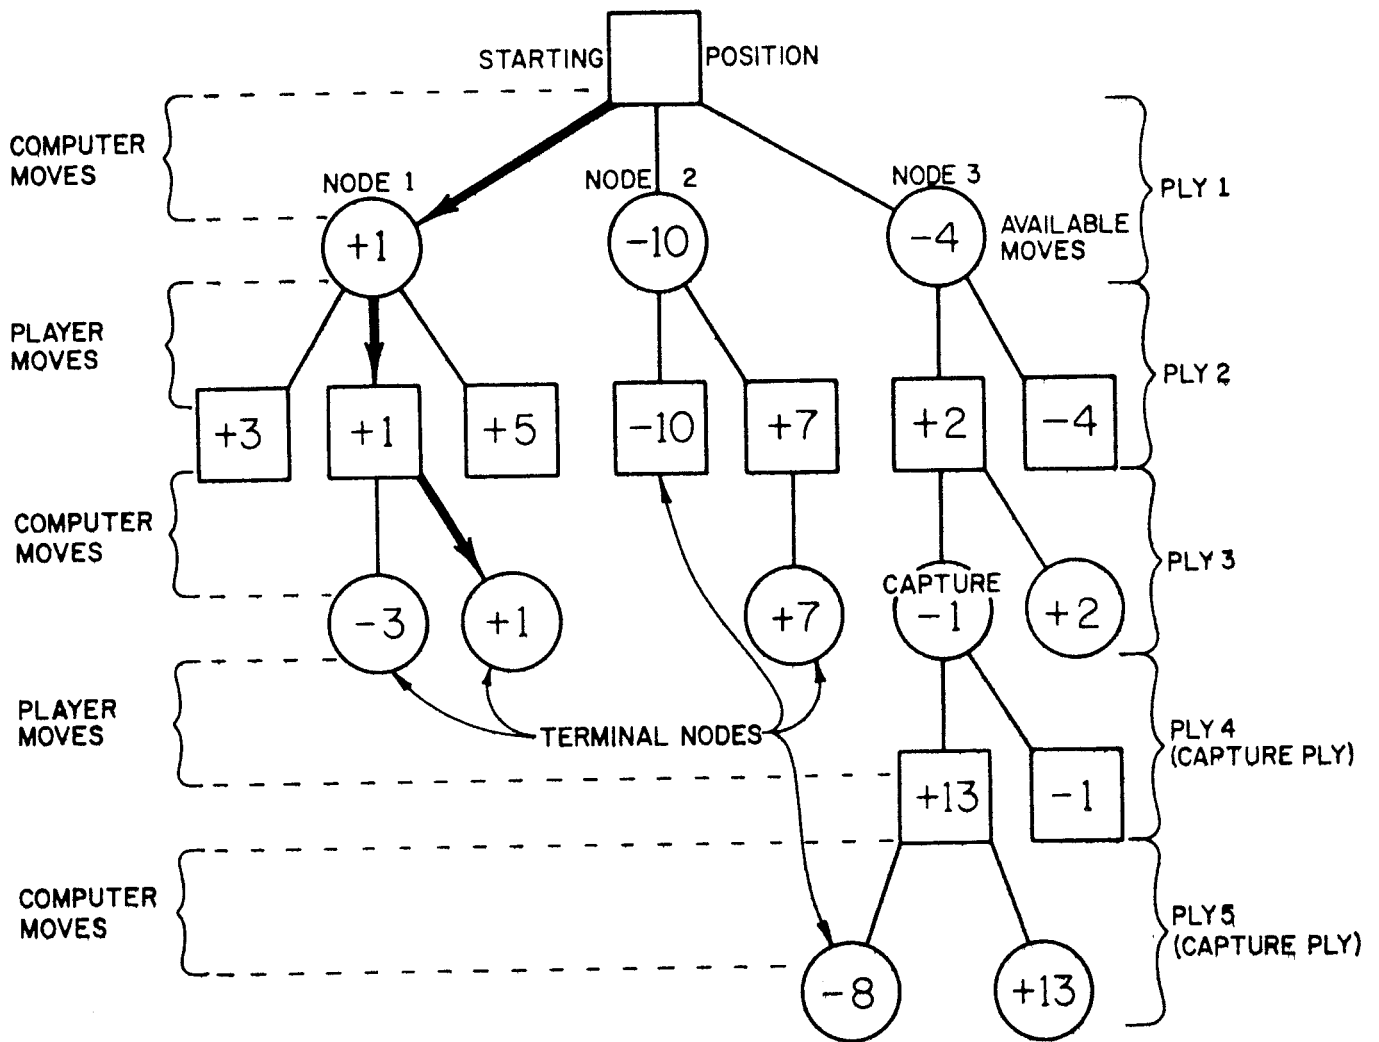 STARTING
POSITION
COMPUTER
MOVES
NODE 1
NODE 2
NODE 3
PLY 1
+1
-10
-4
AVAILABLE
MOVES
PLAYER
MOVES
PLY 2
+3
+1
+5
-10
+7
+2
-4
COMPUTER
MOVES
PLY 3
CAPTURE
-3
+1
+7
-1
+2
PLAYER
MOVES
TERMINAL NODES
PLY 4
(CAPTURE PLY)
+13
-1
COMPUTER
MOVES
PLY 5
(CAPTURE PLY)
-8
+13